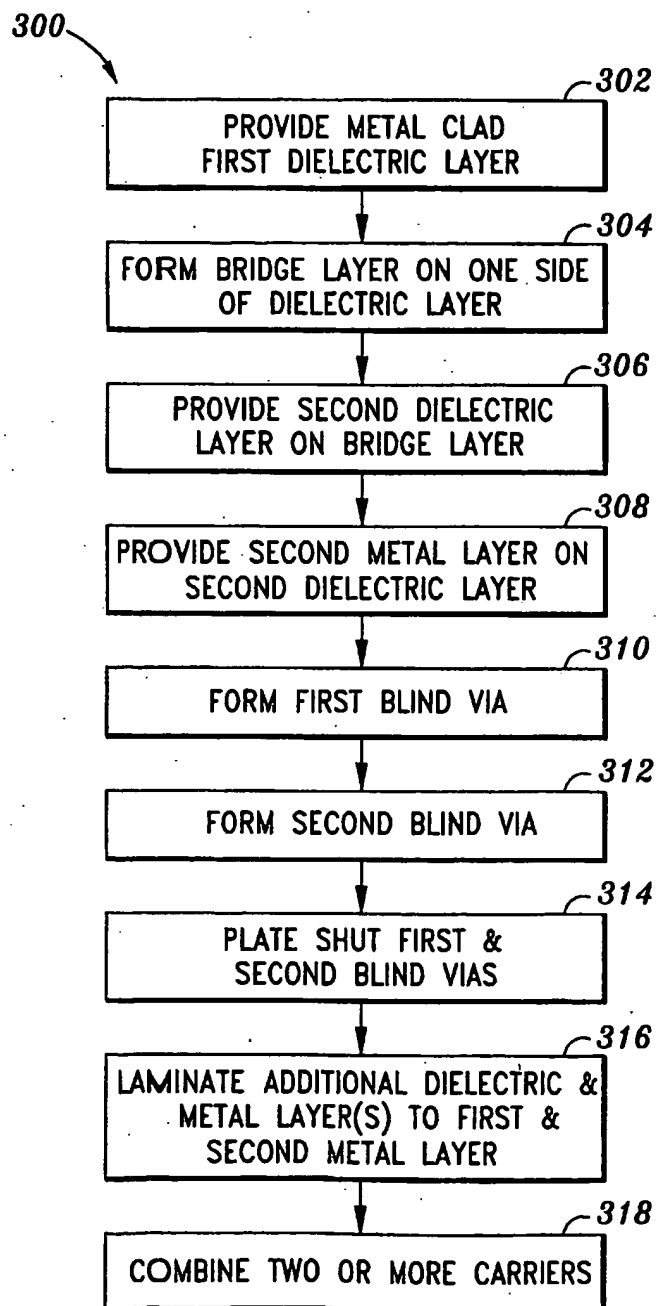 300
302
PROVIDE METAL CLAD
FIRST DIELECTRIC LAYER
304
FORM BRIDGE LAYER ON ONE SIDE
OF DIELECTRIC LAYER
306
PROVIDE SECOND DIELECTRIC
LAYER ON BRIDGE LAYER
308
PROVIDE SECOND METAL LAYER ON
SECOND DIELECTRIC LAYER
310
FORM FIRST BLIND VIA
312
FORM SECOND BLIND VIA
314
PLATE SHUT FIRST &
SECOND BLIND VIAS
316
LAMINATE ADDITIONAL DIELECTRIC &
METAL LAYER(S) TO FIRST &
SECOND METAL LAYER
318
COMBINE TWO OR MORE CARRIERS